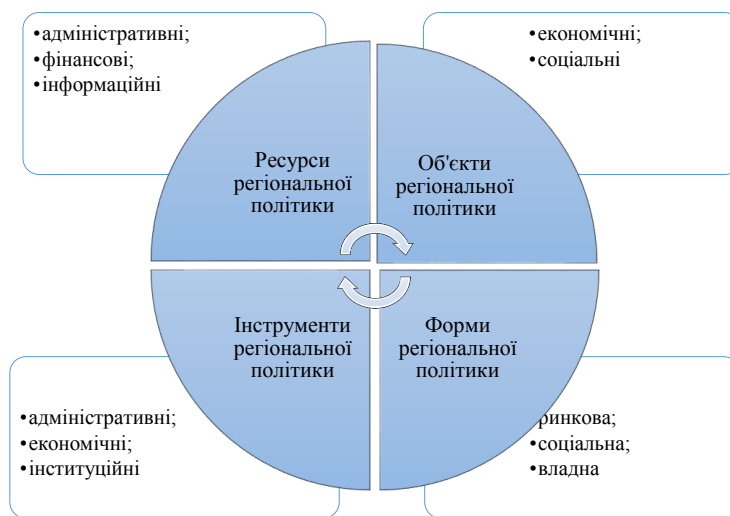 •адміністративні;
•фінансові;
•інформаційні
•економічні;
•соціальні
Ресурси
регіональної
політики
Об'єкти
регіональної
політики
Інструменти
регіональної
політики
Форми
регіональної
політики
•адміністративні;
•економічні;
•інституційні
•ринкова;
•соціальна;
•владна